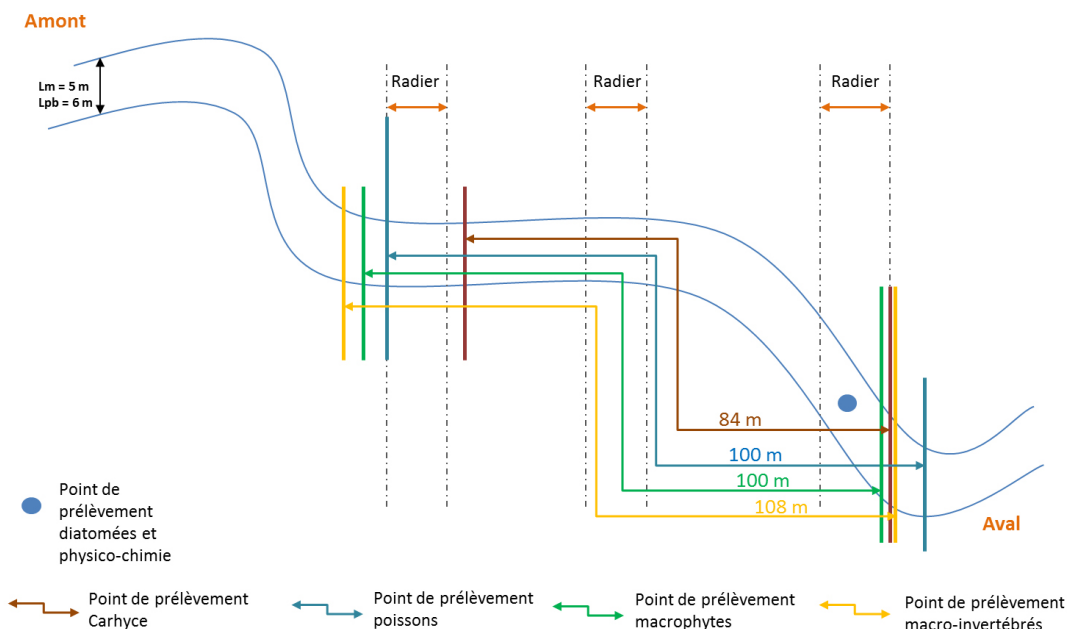 Amont
Lm = 5 m
Lpb = 6 m
Radier
Radier
Radier
84 m
100 m
100 m
108 m
Aval
Point de
prélèvement
diatomées et
physico-chimie
Point de prélèvement
Carhyce
Point de prélèvement
poissons
Point de prélèvement
macrophytes
Point de prélèvement
macro-invertébrés